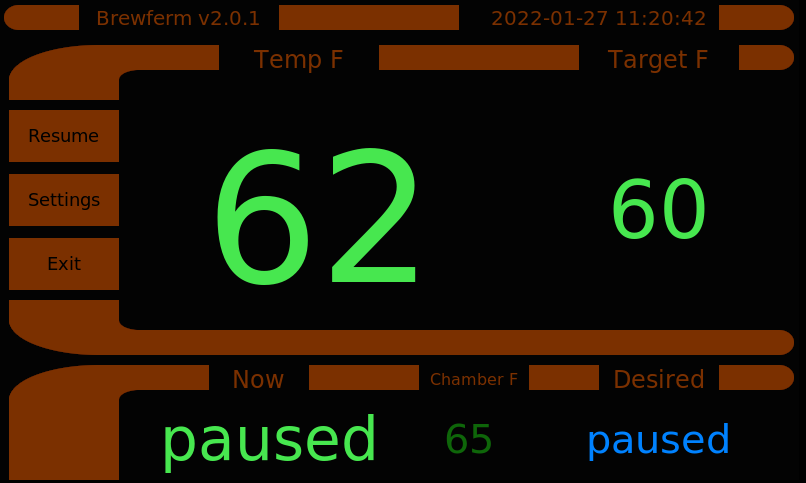 Brewferm v2.0.1 2022-01-27 11:20:42
Temp F Target F
Resume
Settings
Exit
62 60
Now Chamber F Desired
paused 65 paused